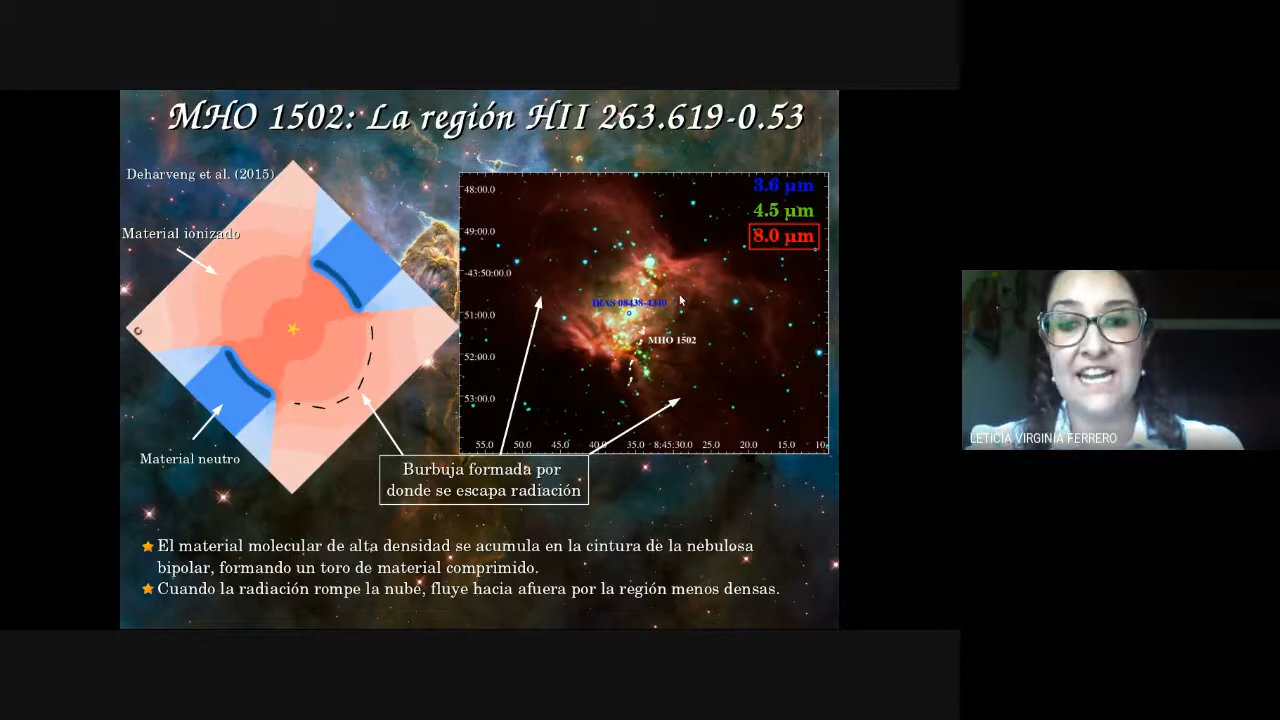 MHO 1502: La región HII 263.619-0.53
Deharveng et al. (2015)
Material ionizado
c
Material neutro
3.6 µm
4.5 µm
8.0 µm
48:00.0
49:00.0
-43:50:00.0
51:00.0
52:00.0
53:00.0
IRAS 08438-4340
MHO 1502
55.0 50.0 45.0 40.0 35.0 8:45:30.0 25.0 20.0 15.0 10
Burbuja formada por
donde se escapa radiación
El material molecular de alta densidad se acumula en la cintura de la nebulosa
bipolar, formando un toro de material comprimido.
Cuando la radiación rompe la nube, fluye hacia afuera por la región menos densas.
LETICIA VIRGINIA FERRERO